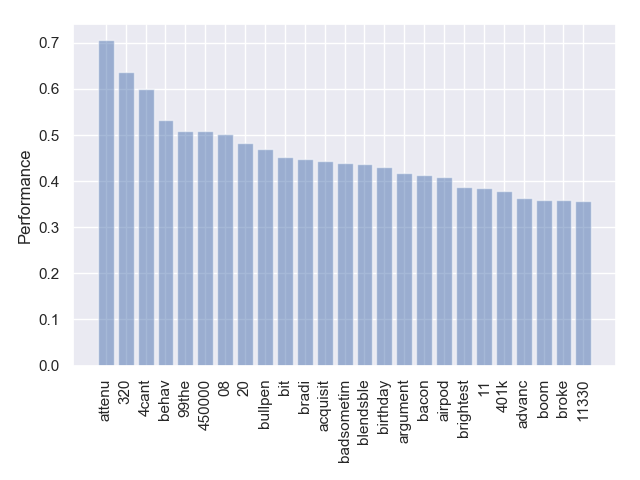 0.7
0.6
0.5
0.4
0.3
0.2
0.1
0.0
Performance
attenu
320
4cant
behav
99the
450000
08
20
bullpen
bit
bradi
acquisit
badsometim
blendsble
birthday
argument
bacon
airpod
brightest
11
401k
advanc
boom
broke
11330